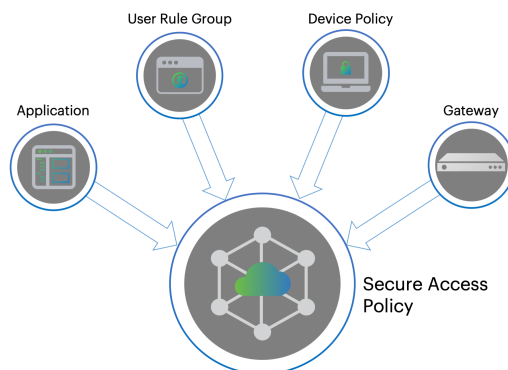 User Rule Group
Device Policy
Application
Gateway
Secure Access
Policy